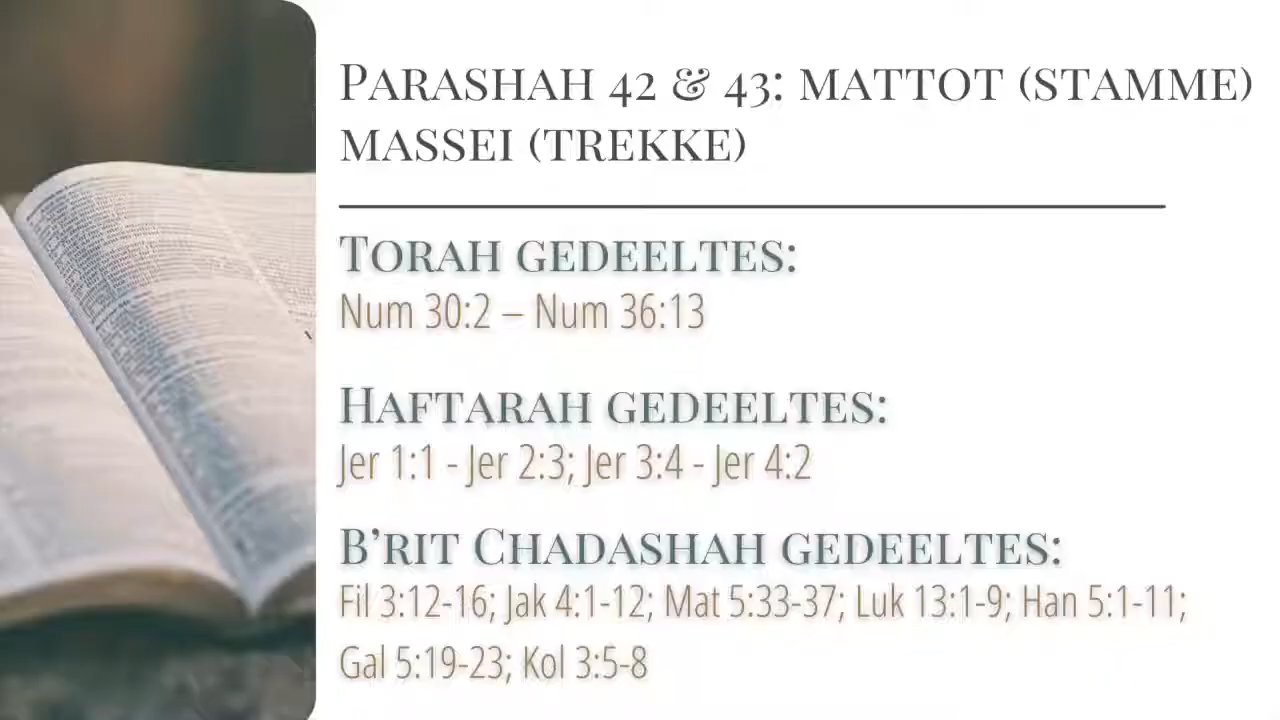 Parashah 42 & 43: mattot (stamme)
massei (trekke)
Torah gedeeltes:
Num 30:2 – Num 36:13
Haftarah gedeeltes:
Jer 1:1 - Jer 2:3; Jer 3:4 - Jer 4:2
B’rit Chadashah gedeeltes:
Fil 3:12-16; Jak 4:1-12; Mat 5:33-37; Luk 13:1-9; Han 5:1-11;
Gal 5:19-23; Kol 3:5-8